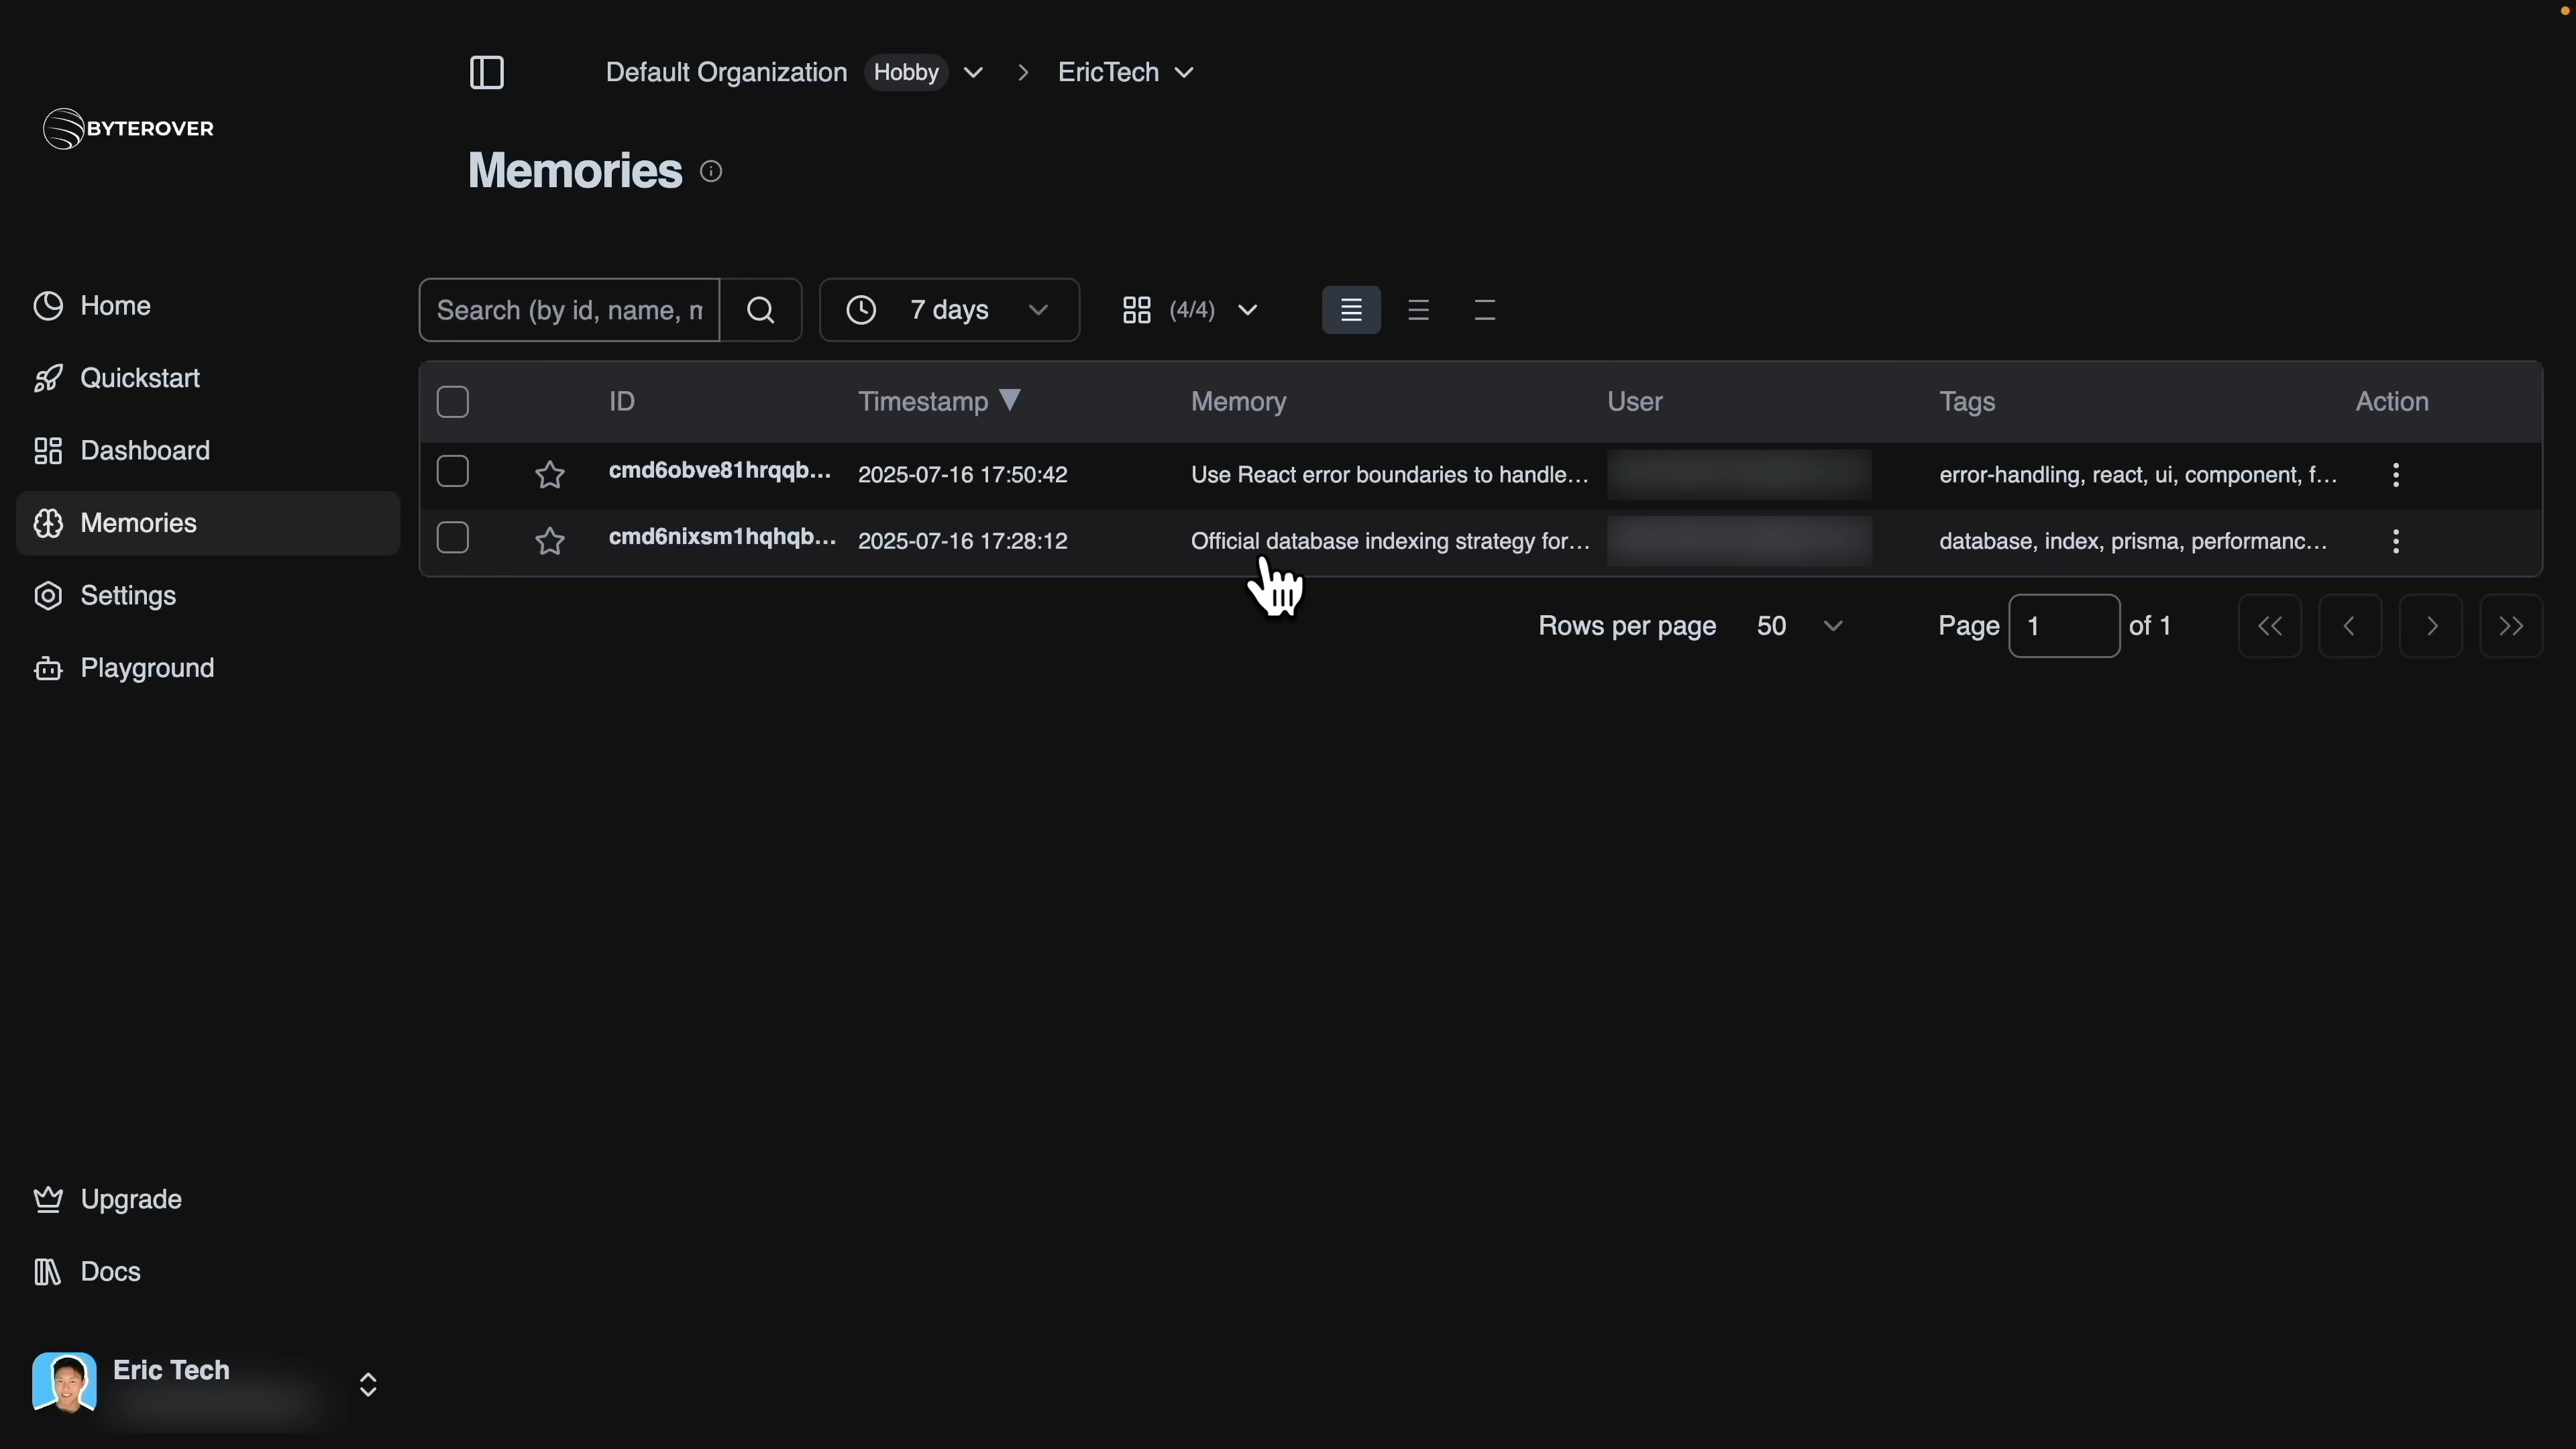 Default Organization Hobby > EricTech
BYTEROVER
Memories
Home
Quickstart
Dashboard
Memories
Settings
Playground
Search (by id, name, m
7 days
(4/4)
ID Timestamp ▼ Memory User Tags Action
cmd6obve81hrqqb... 2025-07-16 17:50:42 Use React error boundaries to handle... error-handling, react, ui, component, f...
cmd6nixsm1hqhqb... 2025-07-16 17:28:12 Official database indexing strategy for... database, index, prisma, performanc...
Rows per page 50 Page 1 of 1
Upgrade
Docs
Eric Tech